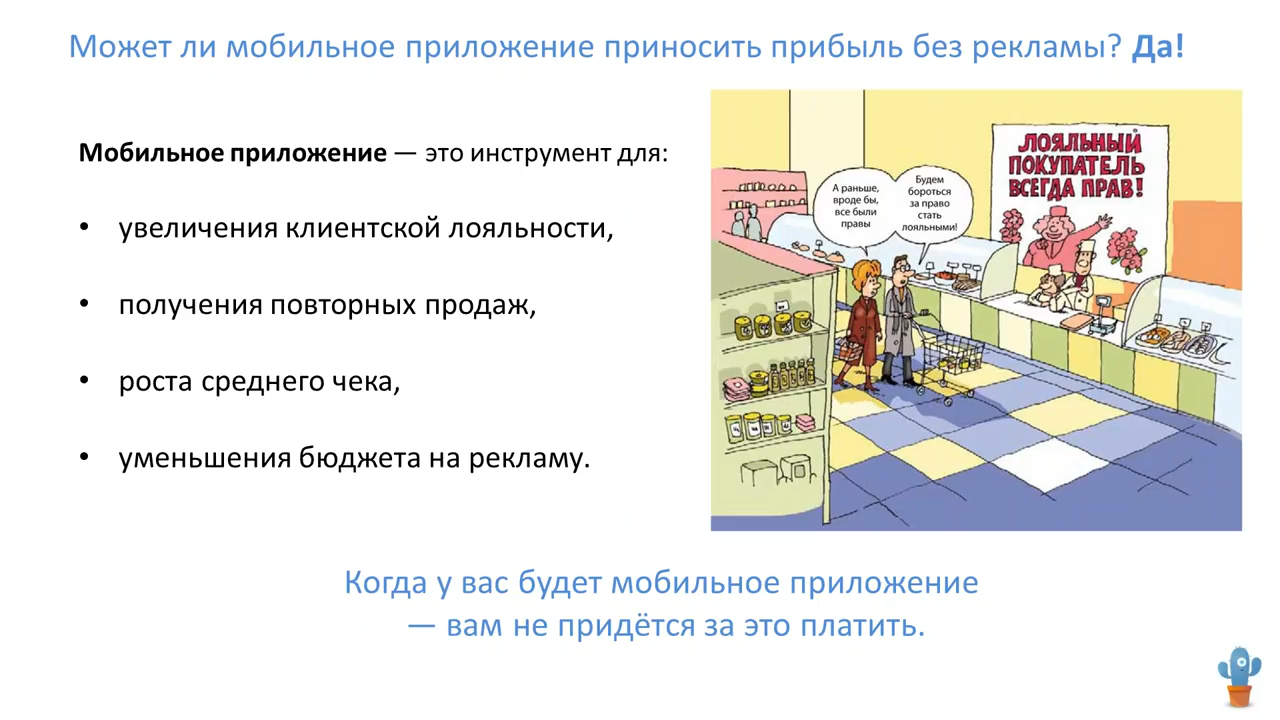 Может ли мобильное приложение приносить прибыль без рекламы? Да!
Мобильное приложение — это инструмент для:
• увеличения клиентской лояльности,
• получения повторных продаж,
• роста среднего чека,
• уменьшения бюджета на рекламу.
ЛОЯЛЬНЫЙ
ПОКУПАТЕЛЬ
ВСЕГДА ПРАВ!
А раньше,
вроде бы,
все были
правы
Будем
бороться
за право
стать
лояльными!
Когда у вас будет мобильное приложение
— вам не придётся за это платить.